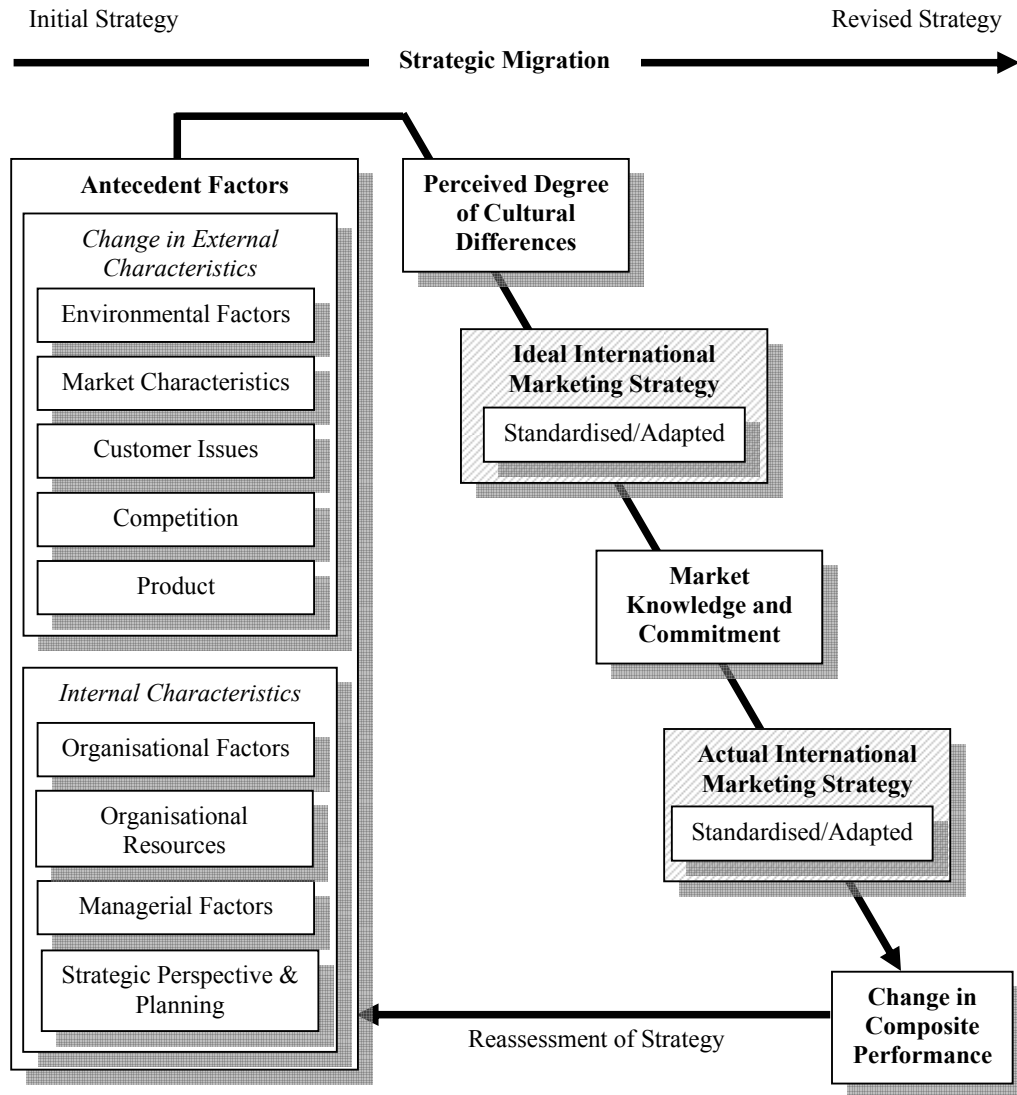 Initial Strategy
Revised Strategy
Strategic Migration
Antecedent Factors
Change in External
Characteristics
Environmental Factors
Market Characteristics
Customer Issues
Competition
Product
Internal Characteristics
Organisational Factors
Organisational
Resources
Managerial Factors
Strategic Perspective &
Planning
Perceived Degree
of Cultural
Differences
Ideal International
Marketing Strategy
Standardised/Adapted
Market
Knowledge and
Commitment
Actual International
Marketing Strategy
Standardised/Adapted
Change in
Composite
Performance
Reassessment of Strategy